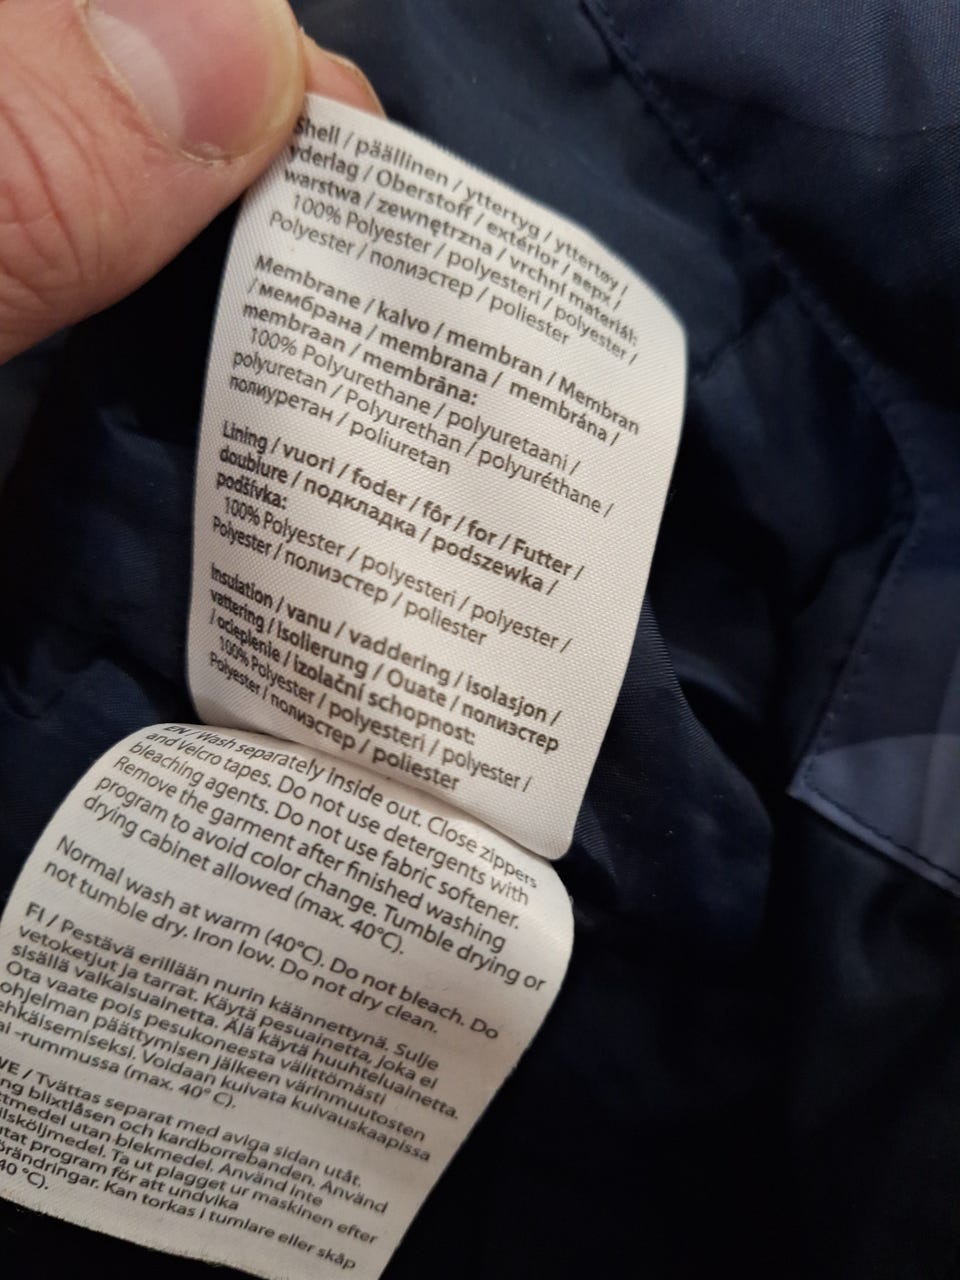 Shell / päällinen / yttertyg / yttertøy /
yderlag / Oberstoff / extérior / верх /
warstwa / zewnętrzna / vrchní materiál:
100% Polyester / polyesteri / polyester /
Polyester / полиэстер / poliester
Membrane / kalvo / membran / Membran
/ мембрана / membrana / membrána /
membraan / membrāna:
100% Polyurethane / polyuretaani /
polyuretan / Polyurethan / polyuréthane /
полиуретан / poliuretan
Lining / vuori / foder / fôr / for / Futter /
doublure / подкладка / podszewka /
podšívka:
100% Polyester / polyesteri / polyester /
Polyester / полиэстер / poliester
Insulation / vanu / vaddering / isolasjon /
vattering / Isolierung / Ouate / полиэстер
/ ocieplenie / izolační schopnost:
100% Polyester / polyesteri / polyester /
Polyester / полиэстер / poliester
EN / Wash separately inside out. Close zippers
and Velcro tapes. Do not use detergents with
bleaching agents. Do not use fabric softener.
Remove the garment after finished washing
program to avoid color change. Tumble drying or
drying cabinet allowed (max. 40°C).
Normal wash at warm (40°C). Do not bleach. Do
not tumble dry. Iron low. Do not dry clean.
FI / Pestävä erillään nurin käännettynä. Sulje
vetoketjut ja tarrat. Käytä pesuainetta, joka ei
sisällä valkaisuainetta. Älä käytä huuhteluainetta.
Ota vaate pois pesukoneesta välittömästi
ohjelman päättymisen jälkeen värinmuutosten
ehkäisemiseksi. Voidaan kuivata kuivauskaapissa
ai -rummussa (max. 40° C).
VE / Tvättas separat med aviga sidan utåt.
ng blixtlåsen och kardborrebanden. Använd
ttmedel utan blekmedel. Använd inte
llsköljmedel. Ta ut plagget ur maskinen efter
tat program för att undvika
örändringar. Kan torkas i tumlare eller skåp
40 °C).